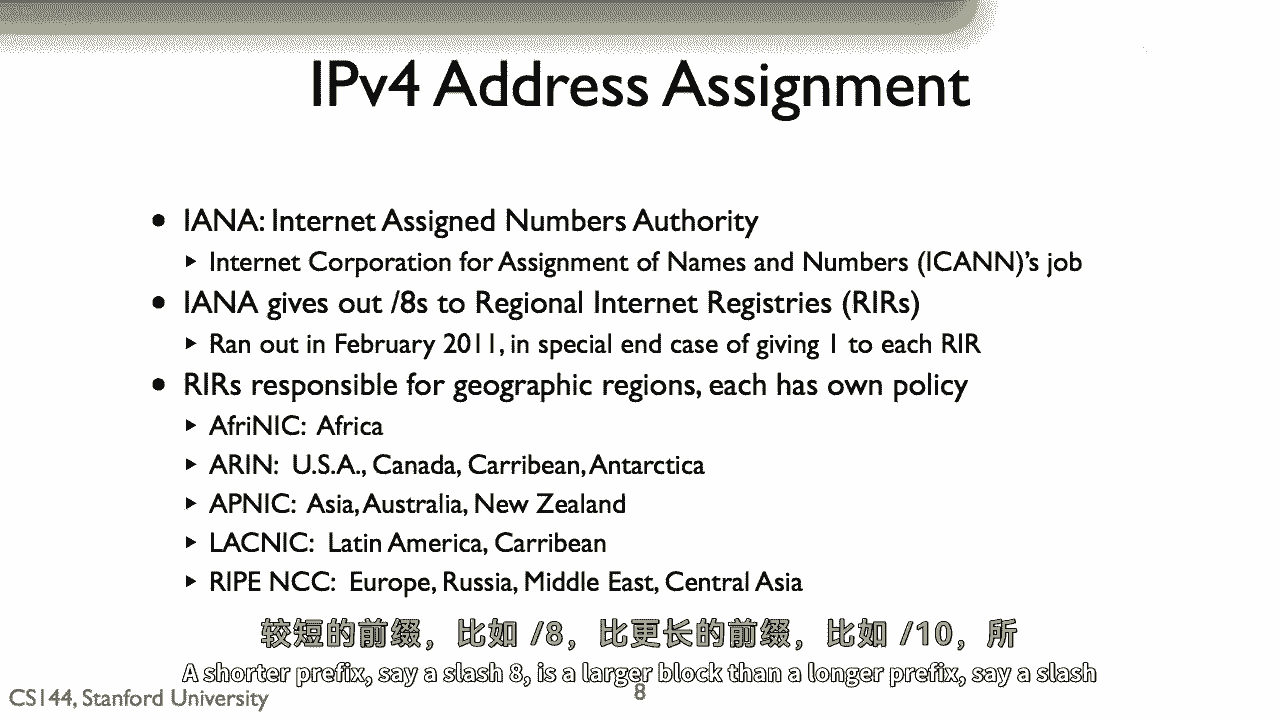 IPv4 Address Assignment
• IANA: Internet Assigned Numbers Authority
‣ Internet Corporation for Assignment of Names and Numbers (ICANN)'s job
• IANA gives out /8s to Regional Internet Registries (RIRs)
‣ Ran out in February 2011, in special end case of giving 1 to each RIR
• RIRs responsible for geographic regions, each has own policy
‣ AfriNIC: Africa
‣ ARIN: U.S.A., Canada, Carribean, Antarctica
‣ APNIC: Asia, Australia, New Zealand
‣ LACNIC: Latin America, Carribean
‣ RIPE NCC: Europe, Russia, Middle East, Central Asia
较短的前缀，比如 /8，比更长的前缀，比如 /10，所
A shorter prefix, say a slash 8, is a larger block than a longer prefix, say a slash
CS144, Stanford University
8